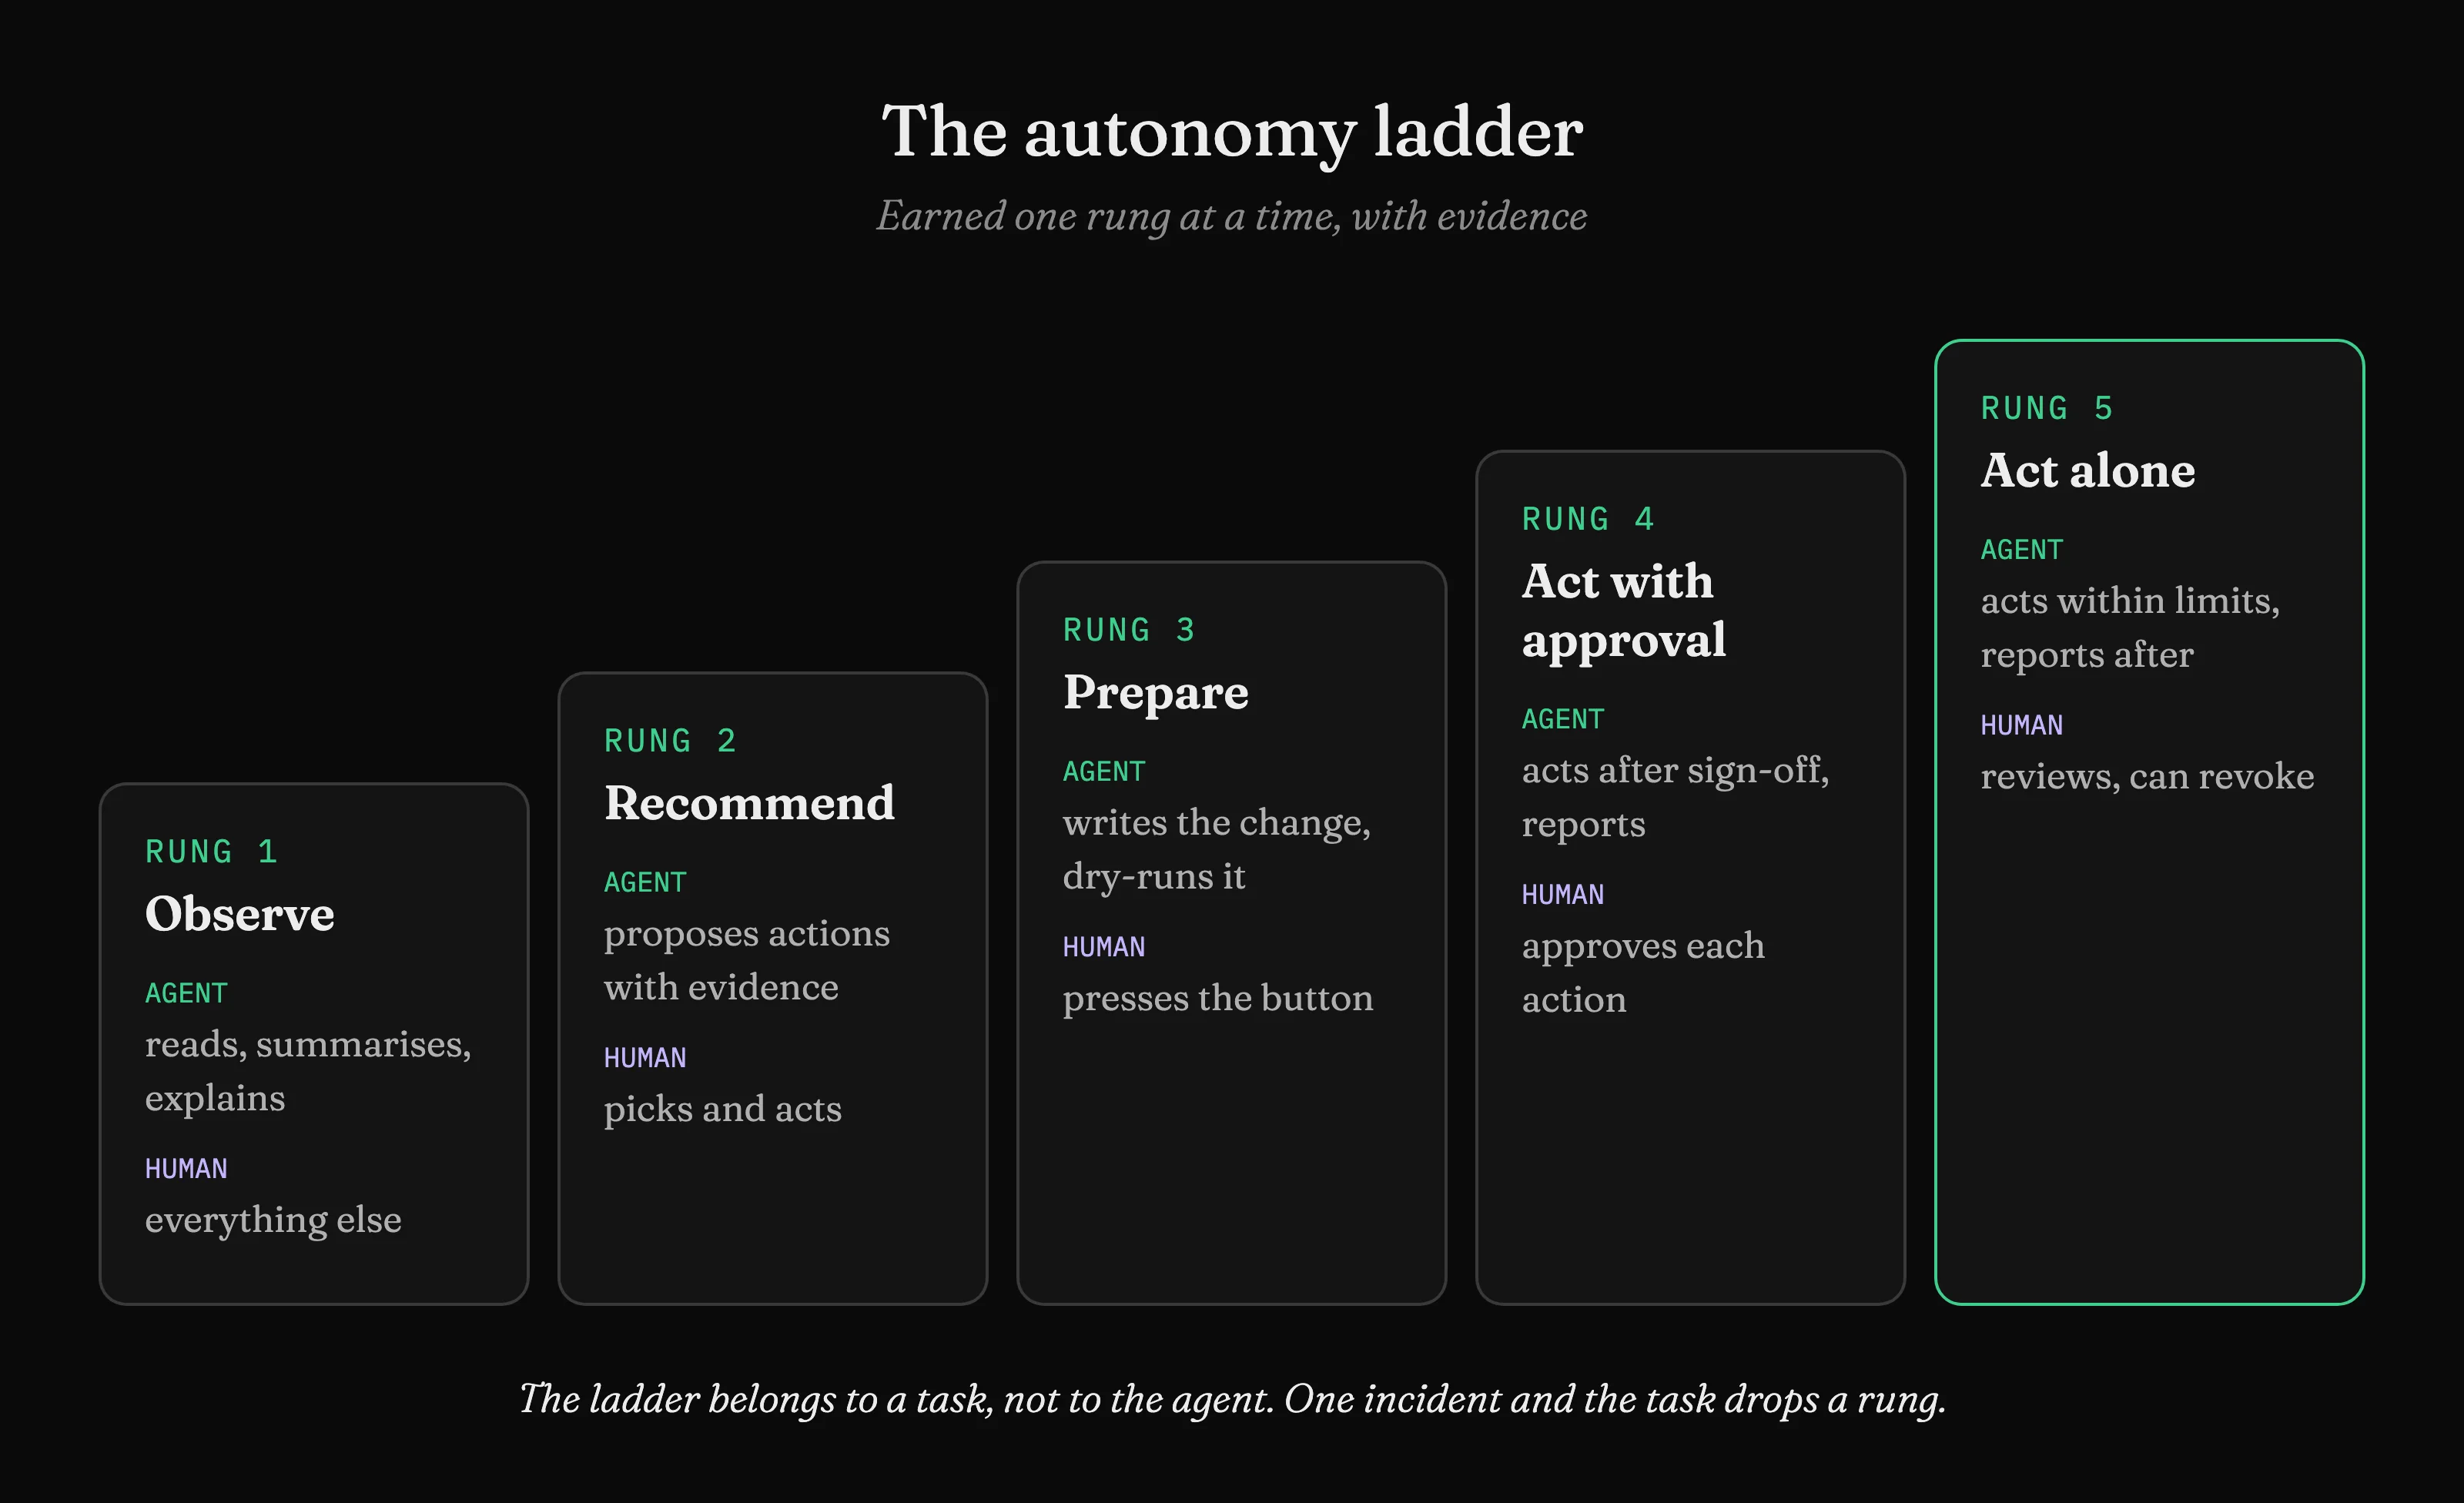 The autonomy ladder
Earned one rung at a time, with evidence
RUNG 1
Observe
AGENT
reads, summarises,
explains
HUMAN
everything else
RUNG 2
Recommend
AGENT
proposes actions
with evidence
HUMAN
picks and acts
RUNG 3
Prepare
AGENT
writes the change,
dry-runs it
HUMAN
presses the button
RUNG 4
Act with
approval
AGENT
acts after sign-off,
reports
HUMAN
approves each
action
RUNG 5
Act alone
AGENT
acts within limits,
reports after
HUMAN
reviews, can revoke
The ladder belongs to a task, not to the agent. One incident and the task drops a rung.